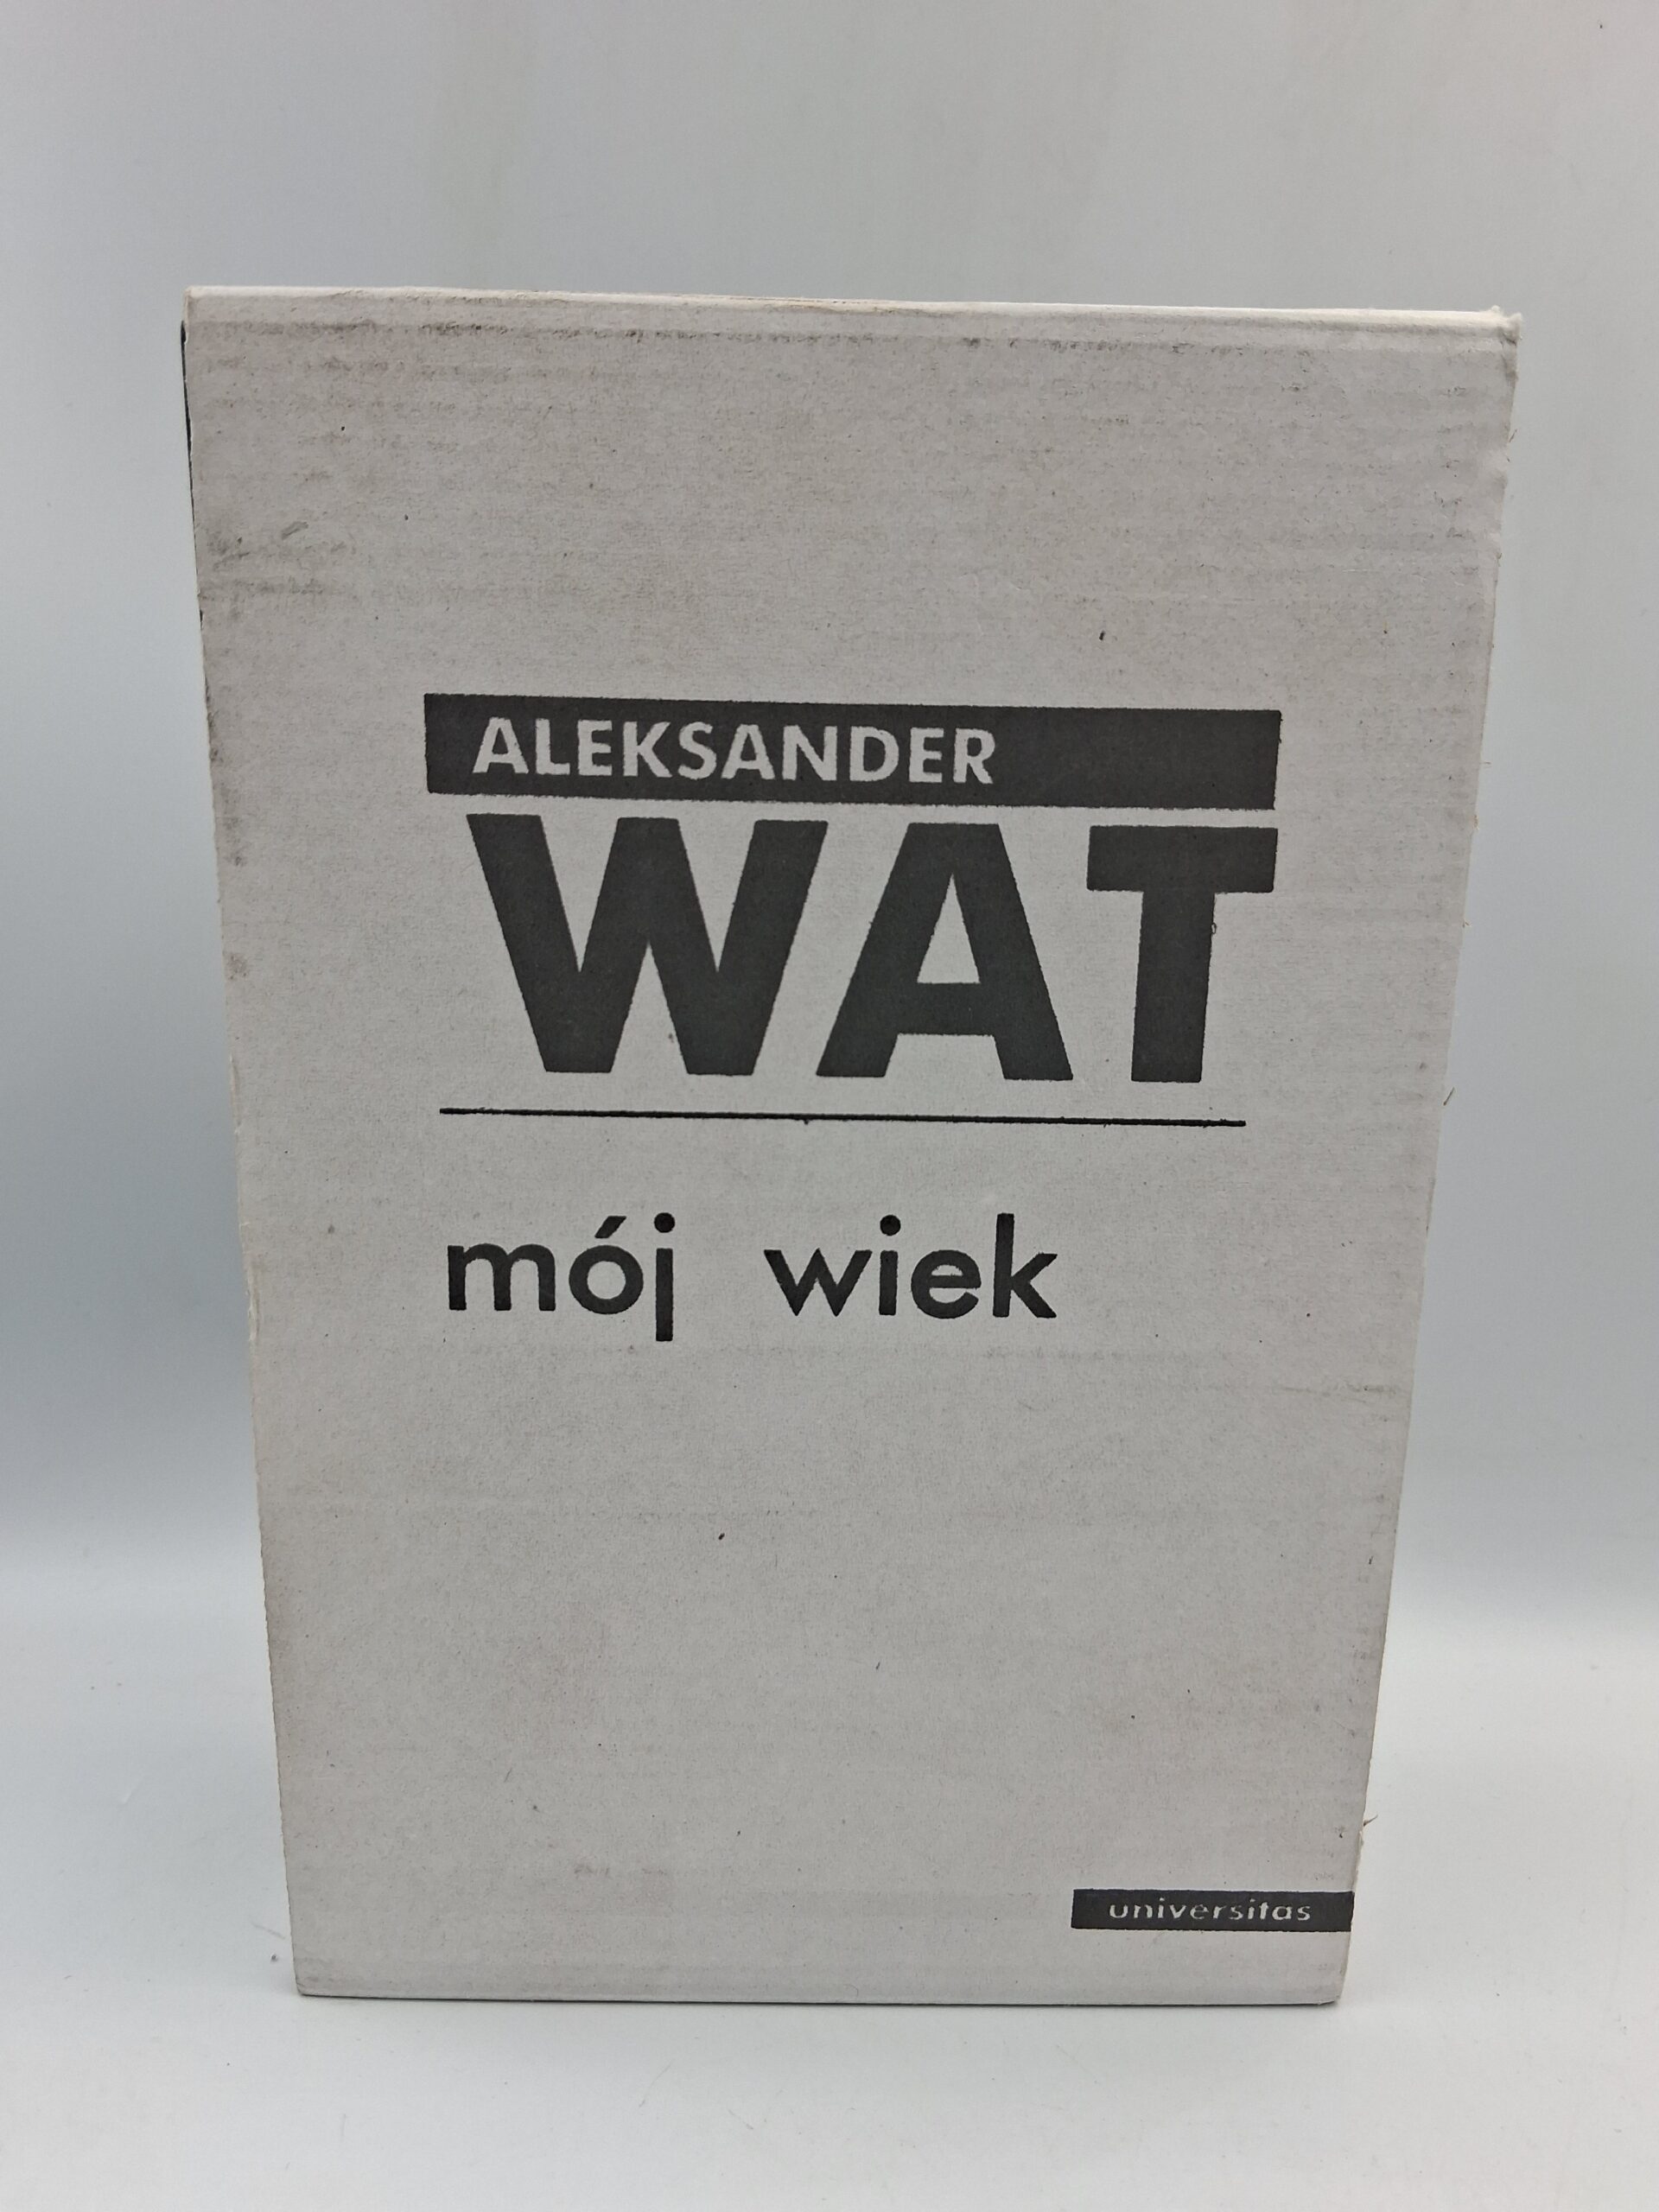 ALEKSANDER
WAT
mój wiek
universitas